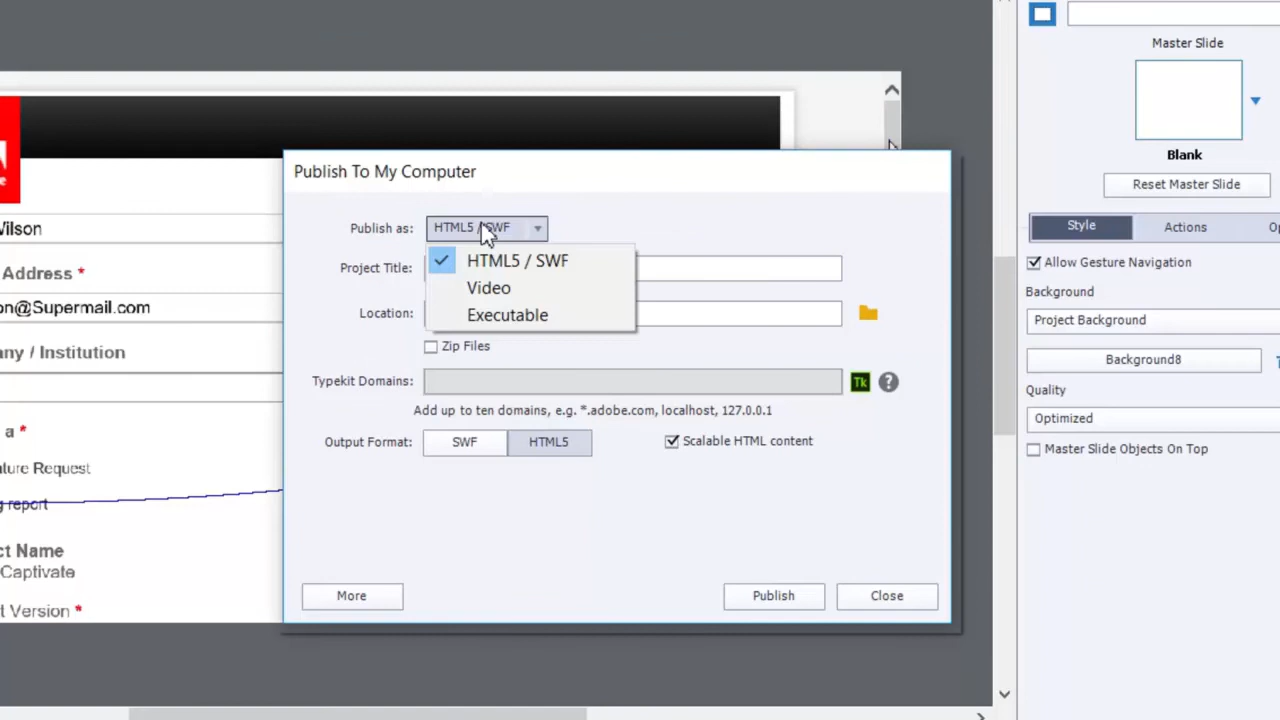 Master Slide
Blank
Reset Master Slide
Style
Actions
Allow Gesture Navigation
Background
Project Background
Background8
Quality
Optimized
Master Slide Objects On Top
Wilson
Address *
on@Supermail.com
any / Institution
a *
ature Request
g report
ct Name
Captivate
t Version *
Publish To My Computer
Publish as: HTML5 / SWF
HTML5 / SWF
Video
Executable
Project Title:
Location:
Zip Files
Typekit Domains:
Tk ?
Add up to ten domains, e.g. *.adobe.com, localhost, 127.0.0.1
Output Format: SWF HTML5 Scalable HTML content
More Publish Close